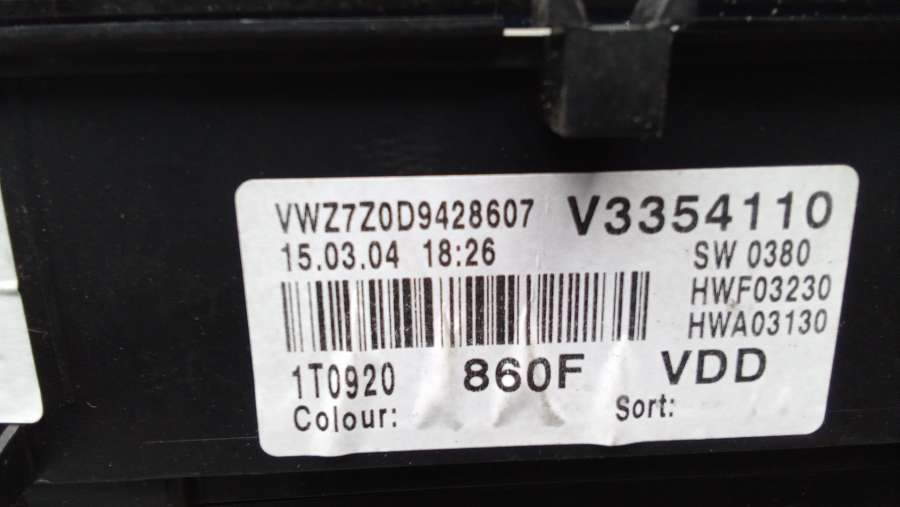 VWZ7Z0D9428607 V3354110
15.03.04 18:26 SW 0380
HWF03230
HWA03130
1T0920 860F VDD
Colour: Sort: